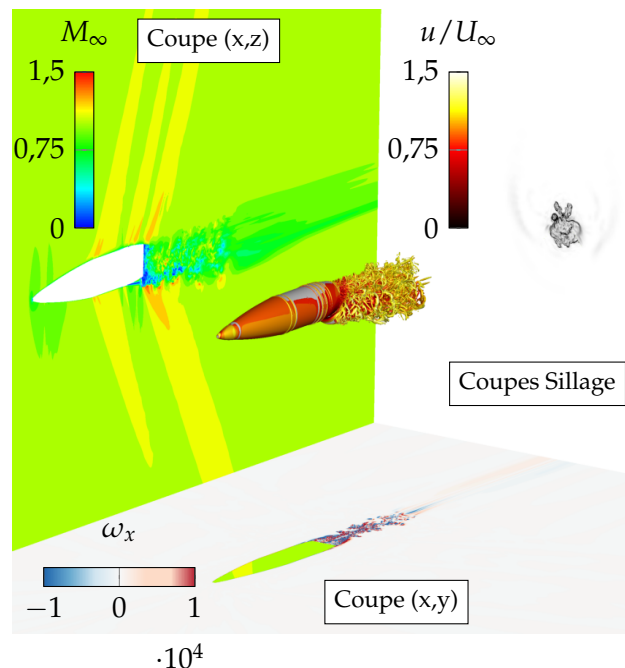 M∞
Coupe (x,z)
u/U∞
1,5
0,75
0
1,5
0,75
0
Coupes Sillage
ωx
−1
0
1
·10⁴
Coupe (x,y)